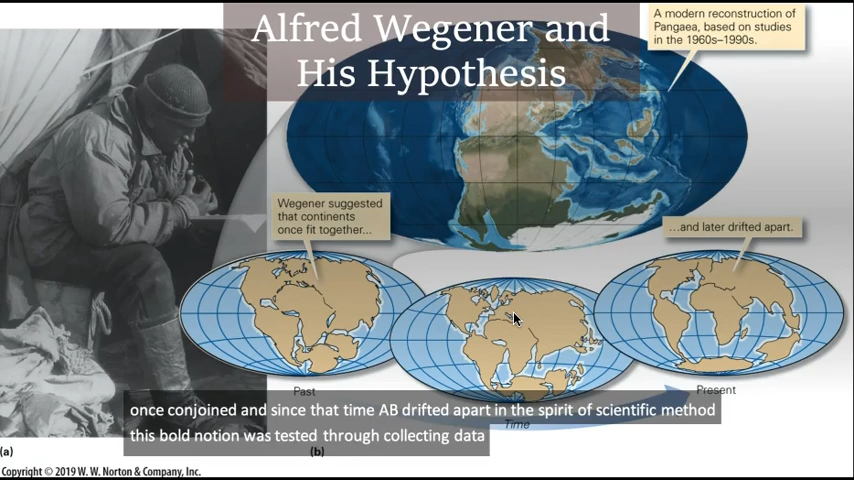 Alfred Wegener and
His Hypothesis
A modern reconstruction of
Pangaea, based on studies
in the 1960s–1990s.
Wegener suggested
that continents
once fit together...
...and later drifted apart.
Past
Present
once conjoined and since that time AB drifted apart in the spirit of scientific method
this bold notion was tested through collecting data
Time
(a)
(b)
Copyright © 2019 W. W. Norton & Company, Inc.